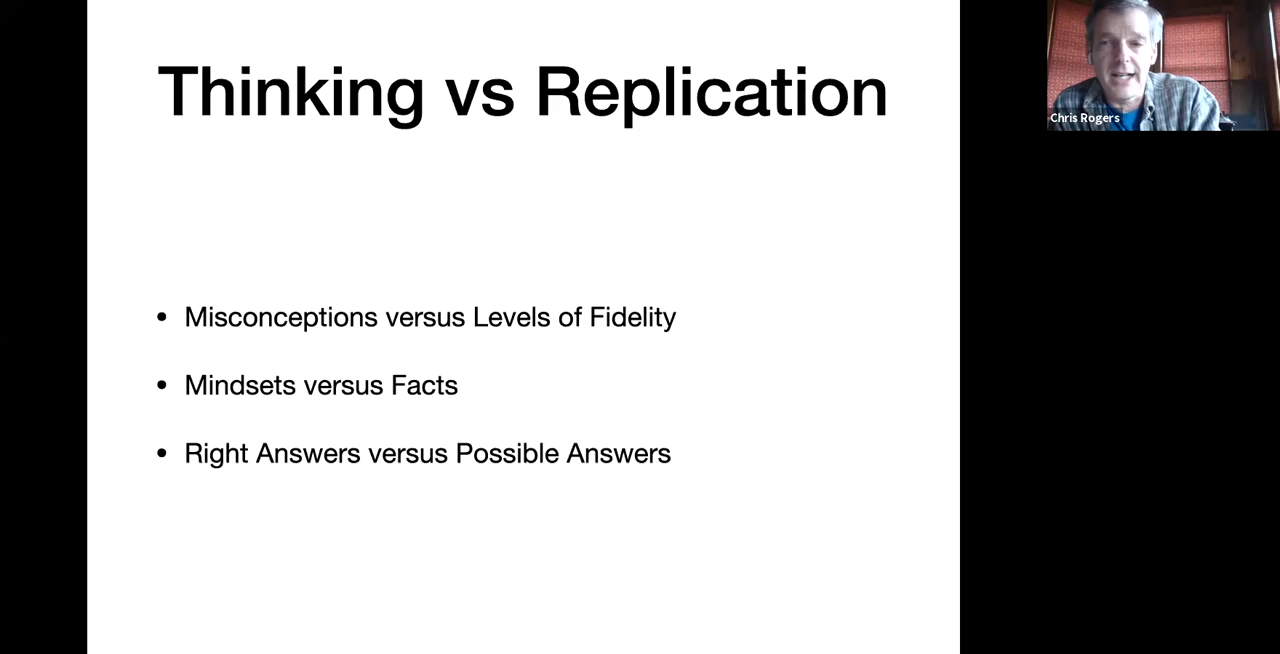 Thinking vs Replication
Chris Rogers
• Misconceptions versus Levels of Fidelity
• Mindsets versus Facts
• Right Answers versus Possible Answers